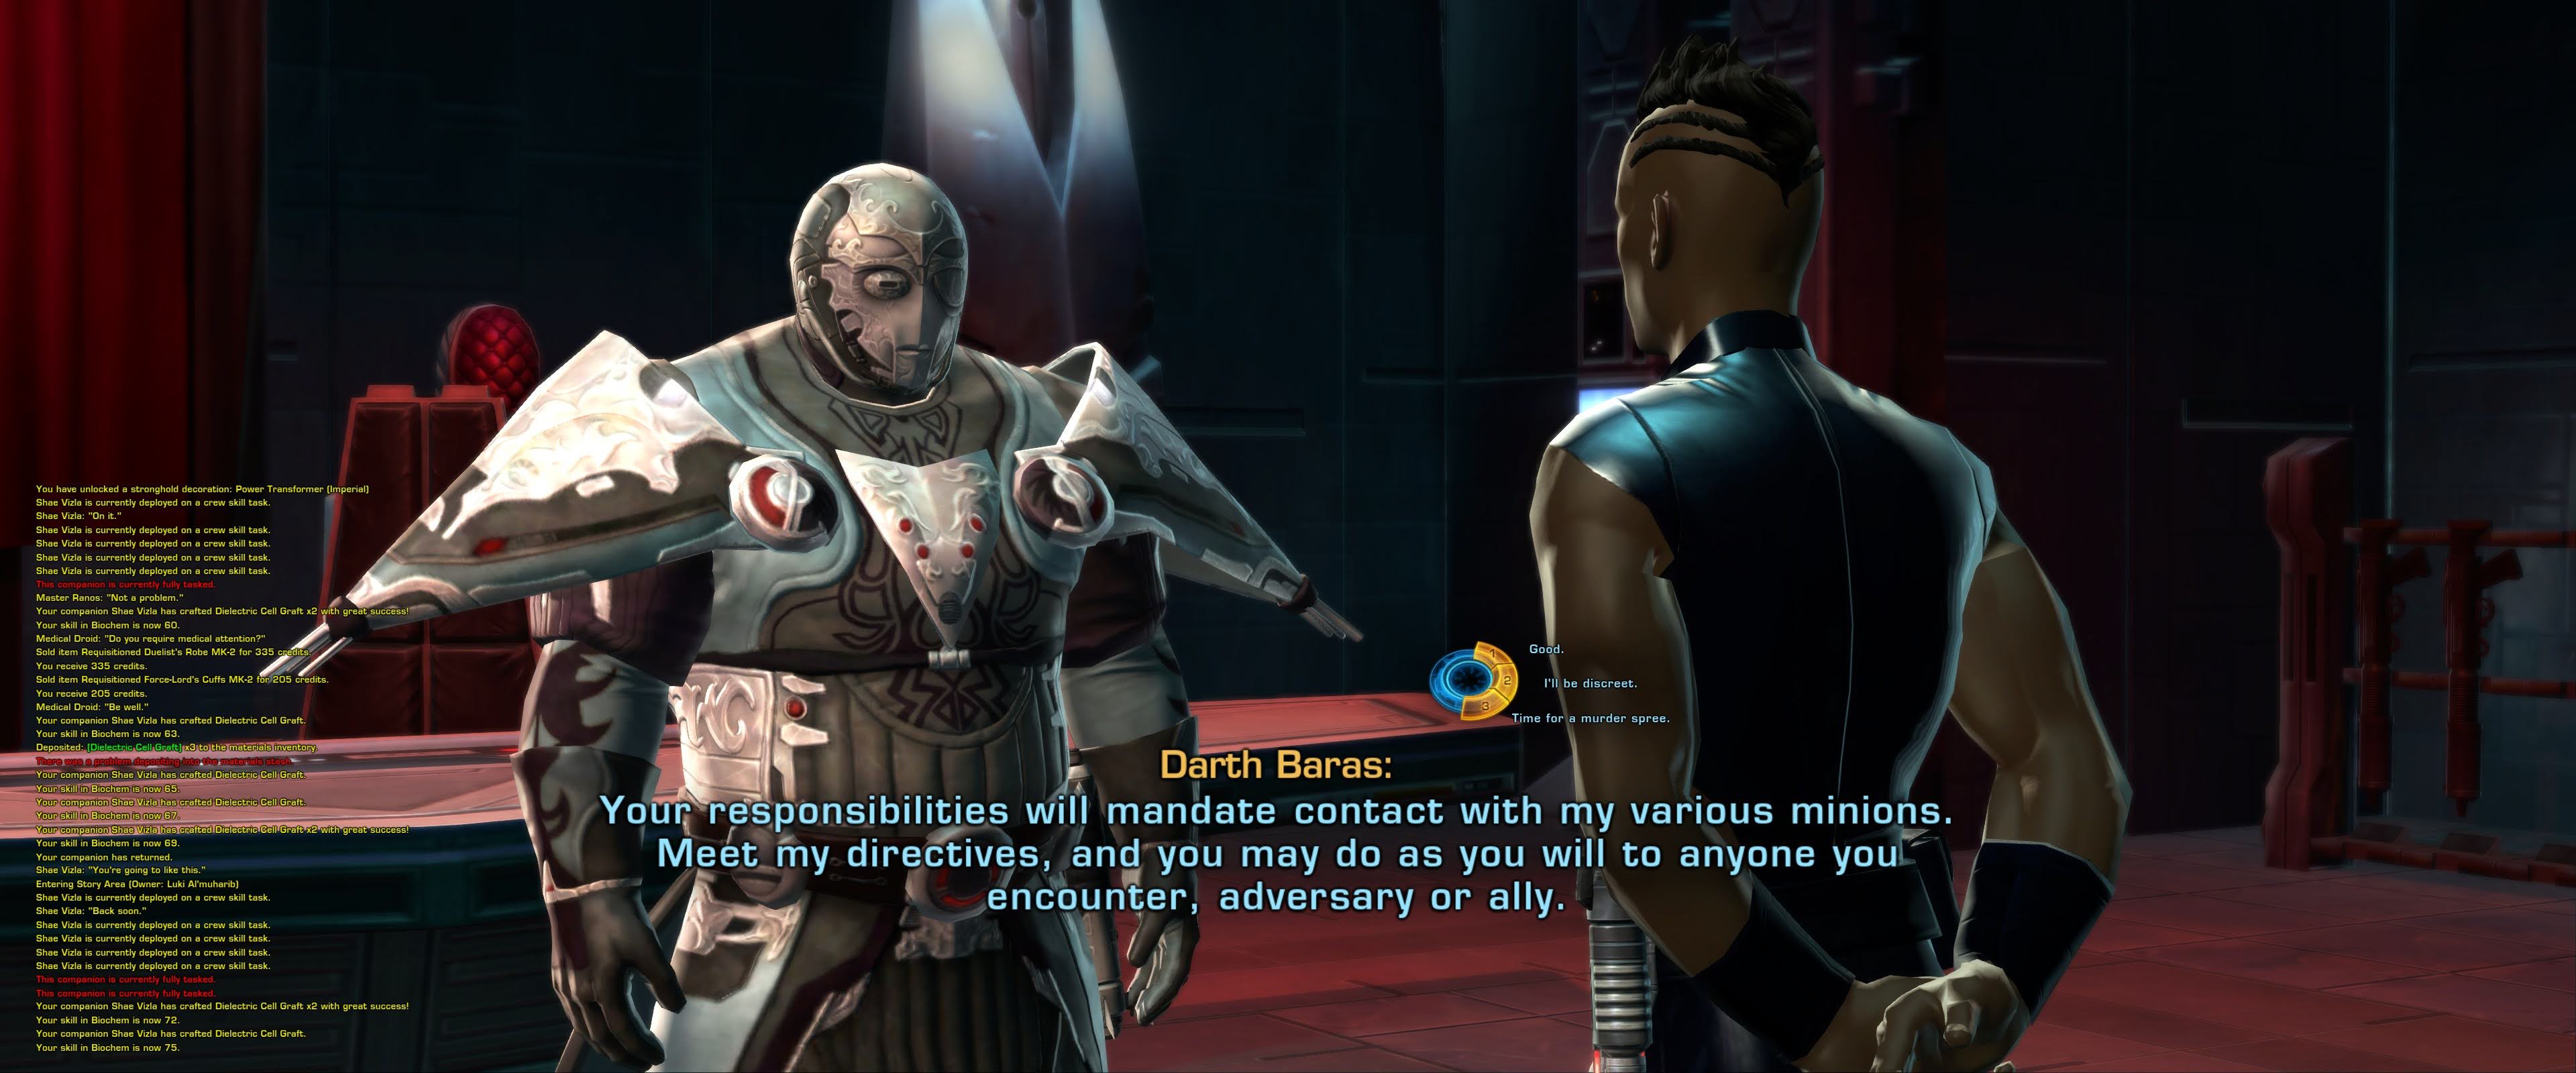 You have unlocked a stronghold decoration: Power Transformer (Imperial)
Shae Vizla is currently deployed on a crew skill task.
Shae Vizla: "On it."
Shae Vizla is currently deployed on a crew skill task.
Shae Vizla is currently deployed on a crew skill task.
Shae Vizla is currently deployed on a crew skill task.
Shae Vizla is currently deployed on a crew skill task.
This companion is currently fully tasked.
Master Ranos: "Not a problem."
Your companion Shae Vizla has crafted Dielectric Cell Graft x2 with great success!
Your skill in Biochem is now 60.
Medical Droid: "Do you require medical attention?"
Sold item Requisitioned Duelist's Robe MK-2 for 335 credits.
You receive 335 credits.
Sold item Requisitioned Force-Lord's Cuffs MK-2 for 205 credits.
You receive 205 credits.
Medical Droid: "Be well."
Your companion Shae Vizla has crafted Dielectric Cell Graft.
Your skill in Biochem is now 63.
Deposited: [Dielectric Cell Graft] x3 to the materials inventory.
There was a problem depositing into the materials stash.
Your companion Shae Vizla has crafted Dielectric Cell Graft.
Your skill in Biochem is now 65.
Your companion Shae Vizla has crafted Dielectric Cell Graft.
Your skill in Biochem is now 67.
Your companion Shae Vizla has crafted Dielectric Cell Graft x2 with great success!
Your skill in Biochem is now 69.
Your companion has returned.
Shae Vizla: "You're going to like this."
Entering Story Area (Owner: Luki Al'muharib)
Shae Vizla is currently deployed on a crew skill task.
Shae Vizla: "Back soon."
Shae Vizla is currently deployed on a crew skill task.
Shae Vizla is currently deployed on a crew skill task.
Shae Vizla is currently deployed on a crew skill task.
Shae Vizla is currently deployed on a crew skill task.
This companion is currently fully tasked.
This companion is currently fully tasked.
Your companion Shae Vizla has crafted Dielectric Cell Graft x2 with great success!
Your skill in Biochem is now 72.
Your companion Shae Vizla has crafted Dielectric Cell Graft.
Your skill in Biochem is now 75.
1 Good.
2 I'll be discreet.
3 Time for a murder spree.
Darth Baras:
Your responsibilities will mandate contact with my various minions.
Meet my directives, and you may do as you will to anyone you
encounter, adversary or ally.